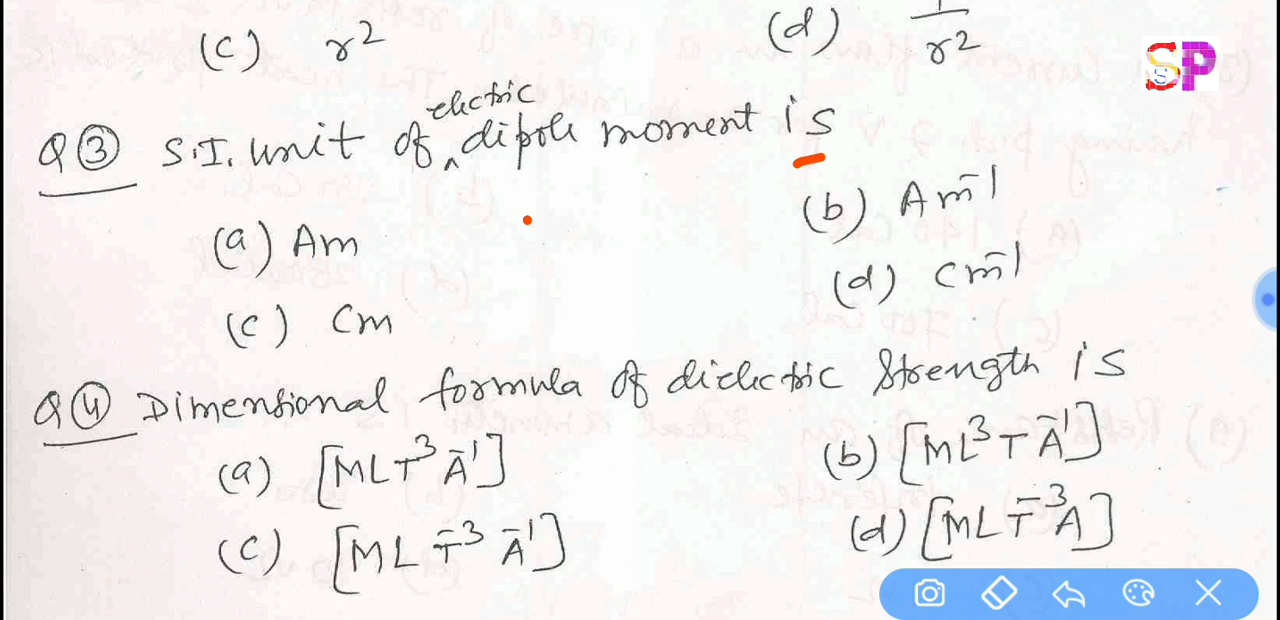 (c) r² (d) 1/r²
SP
S
Q③ S.I. unit of electric dipole moment is
(a) Am (b) Am⁻¹
(c) Cm (d) Cm⁻¹
Q④ Dimensional formula of dielectric Strength is
(a) [MLT³A⁻¹] (b) [ML³TA⁻¹]
(c) [MLT⁻³A⁻¹] (d) [MLT⁻³A]